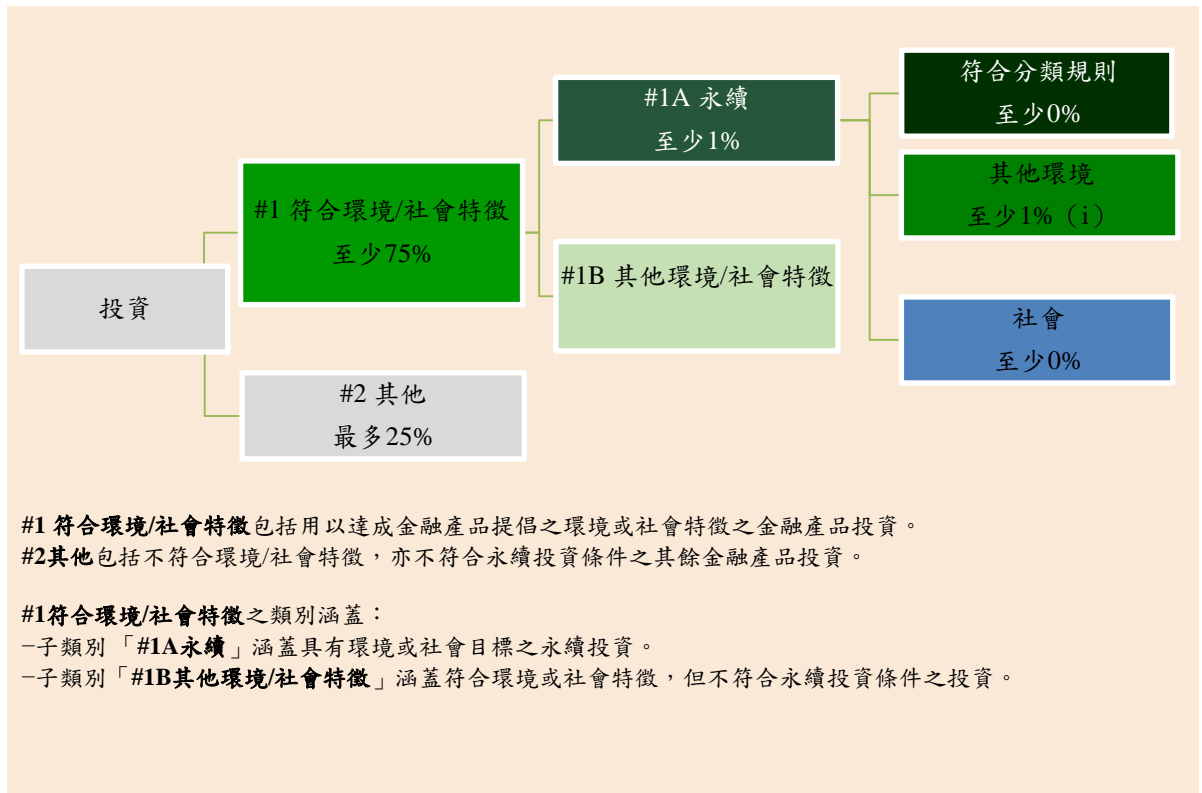 投資
#1 符合環境/社會特徵
至少75%
#2 其他
最多25%
#1A 永續
至少1%
#1B 其他環境/社會特徵
符合分類規則
至少0%
其他環境
至少1%（i）
社會
至少0%
#1 符合環境/社會特徵包括用以達成金融產品提倡之環境或社會特徵之金融產品投資。
#2其他包括不符合環境/社會特徵，亦不符合永續投資條件之其餘金融產品投資。
#1符合環境/社會特徵之類別涵蓋：
−子類別「#1A永續」涵蓋具有環境或社會目標之永續投資。
−子類別「#1B其他環境/社會特徵」涵蓋符合環境或社會特徵，但不符合永續投資條件之投資。